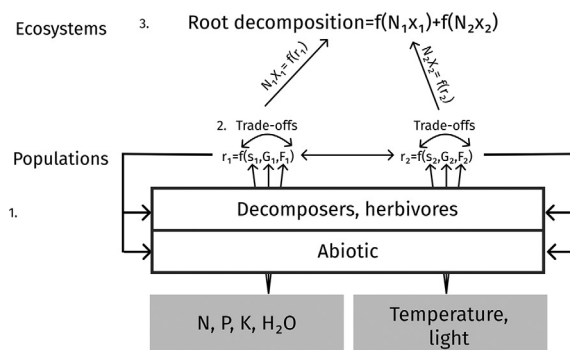 Ecosystems 3. Root decomposition=f(N₁x₁)+f(N₂x₂)
N₁X₁= f(r₁)
N₂X₂= f(r₂)
2. Trade-offs
Trade-offs
Populations r₁=f(s₁,G₁,F₁) r₂=f(s₂,G₂,F₂)
1. Decomposers, herbivores
Abiotic
N, P, K, H₂O
Temperature,
light